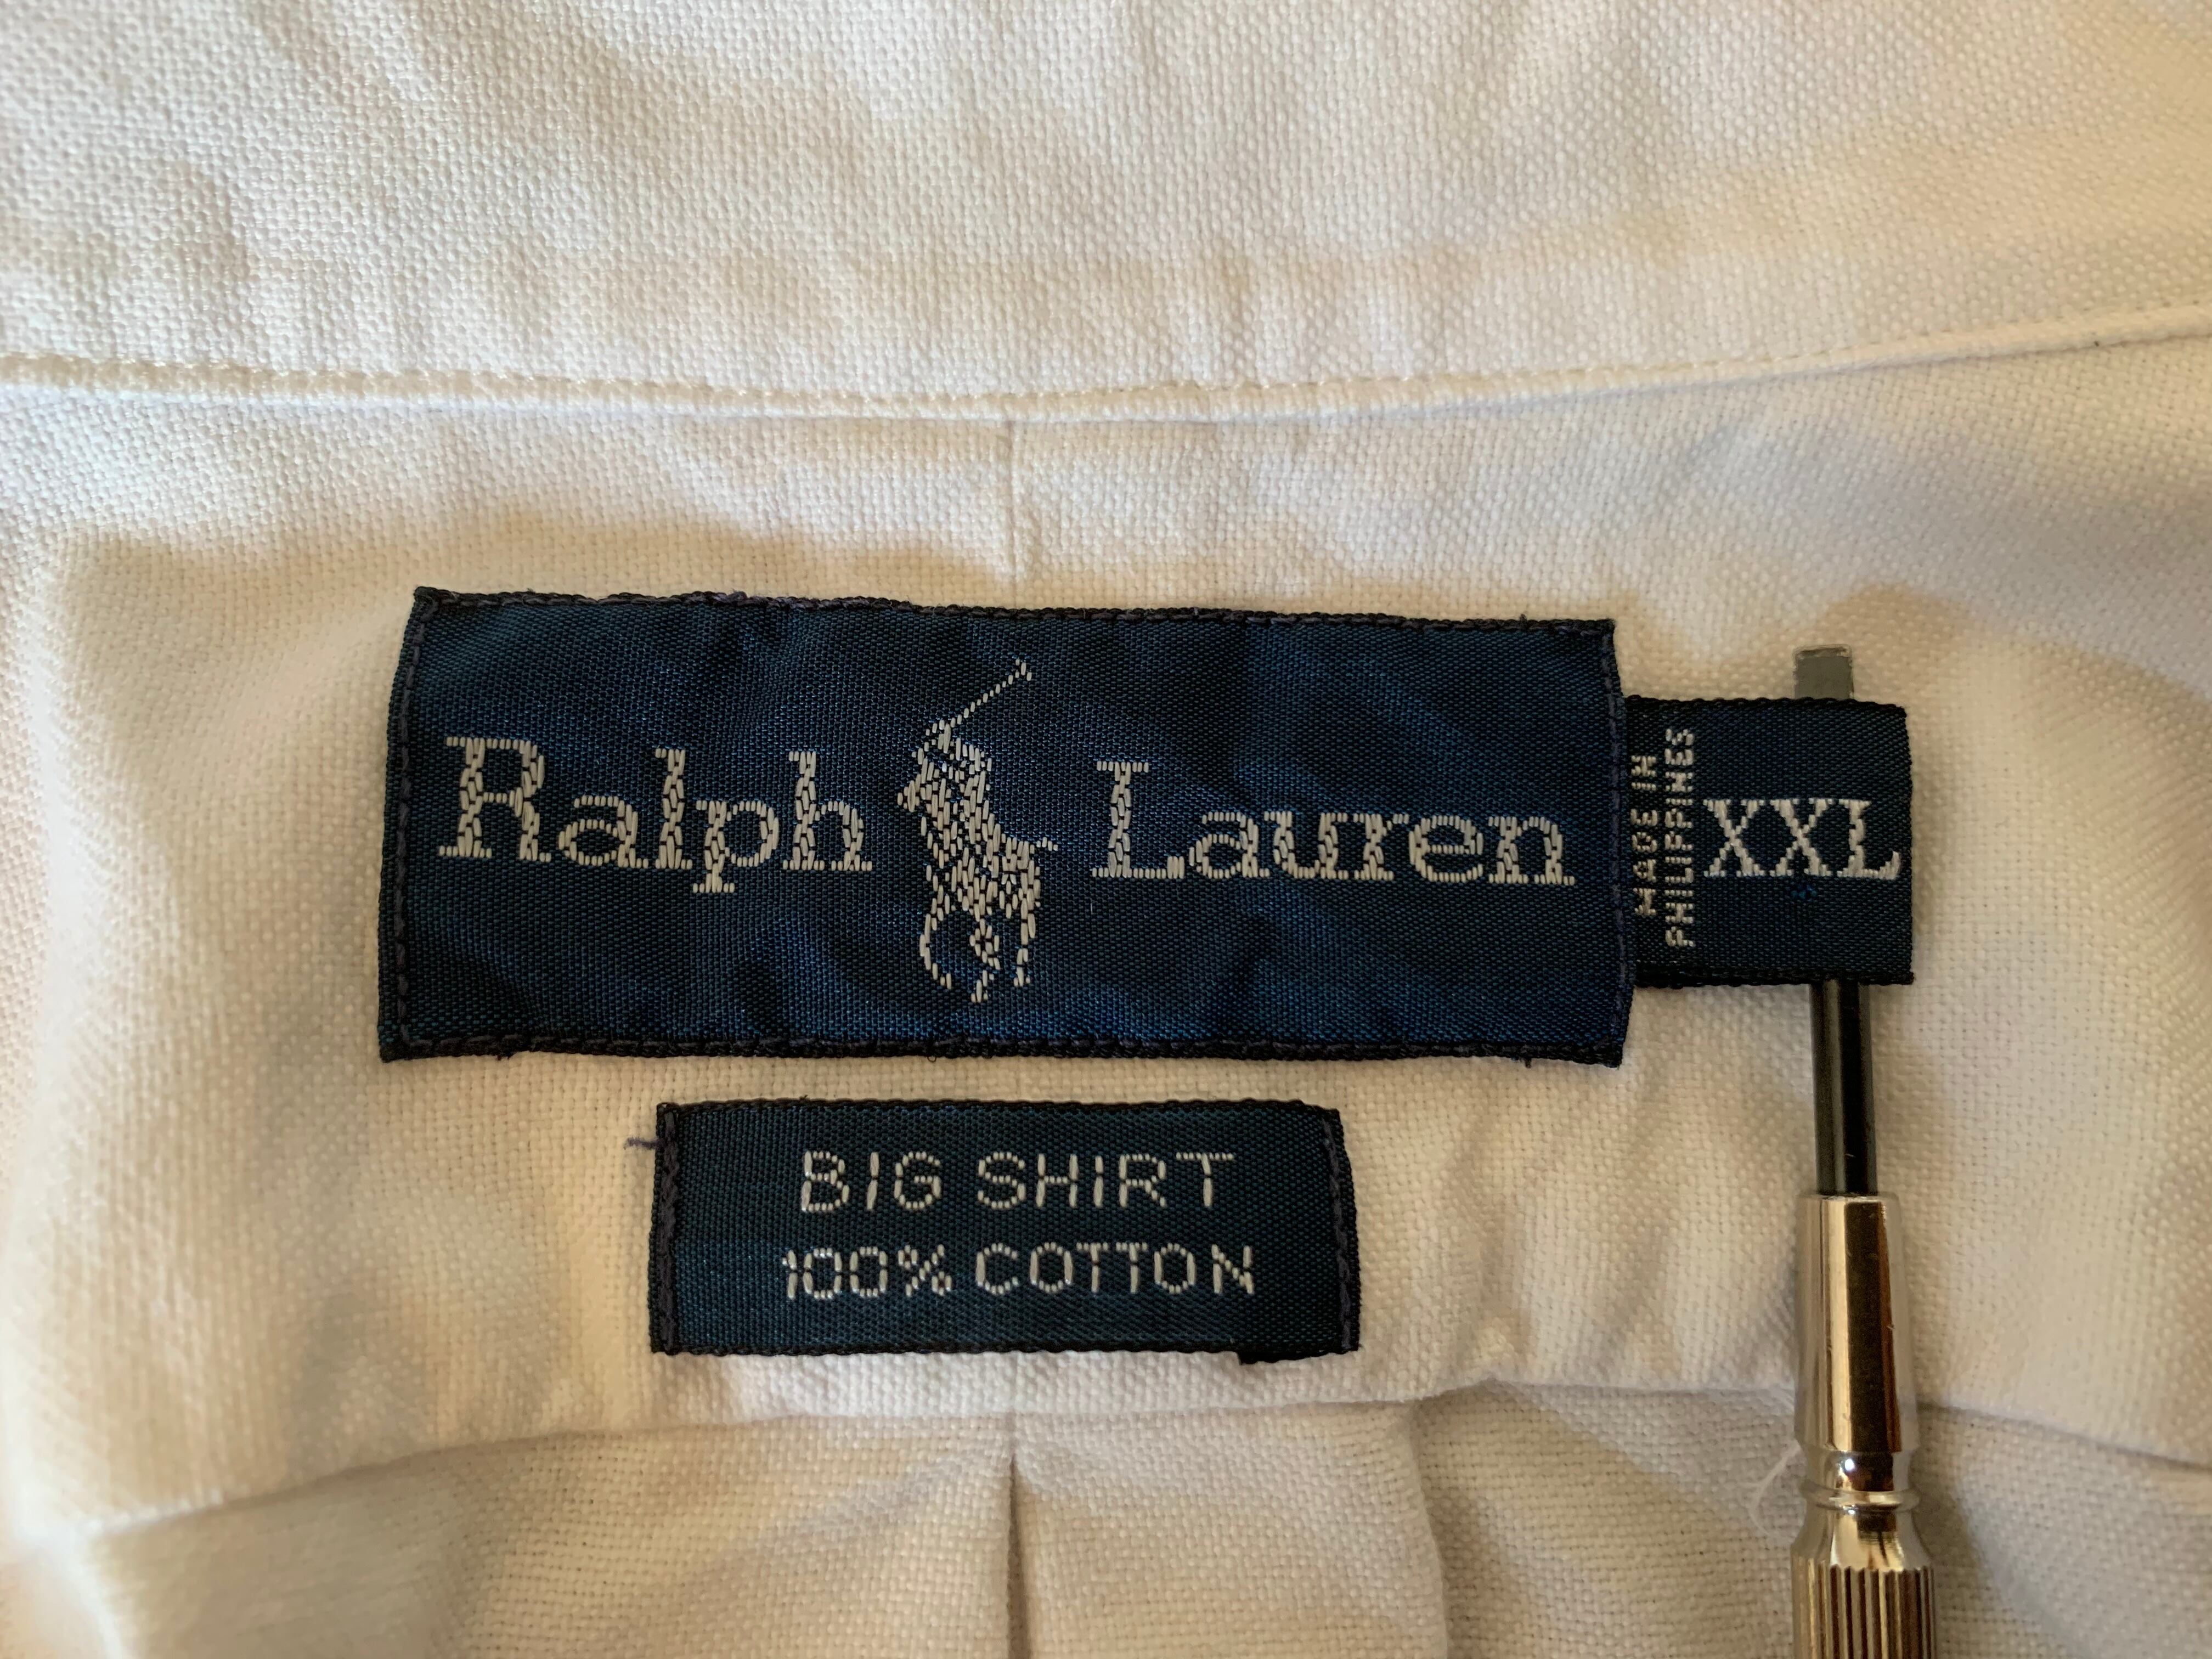 Ralph Lauren
MADE IN
PHILIPPINES
XXL
BIG SHIRT
100% COTTON